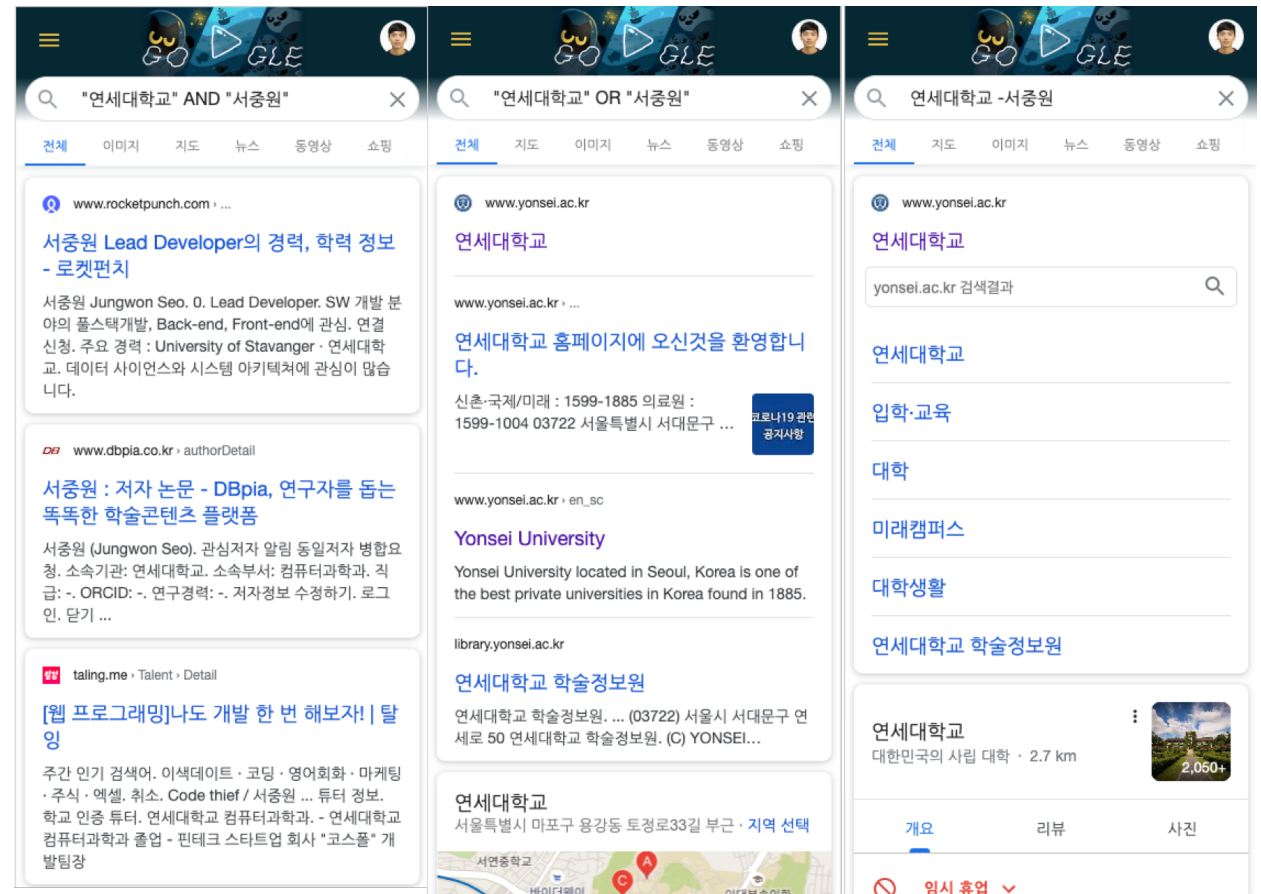 GO GLE
"연세대학교" AND "서중원"
전체 이미지 지도 뉴스 동영상 쇼핑
www.rocketpunch.com › ...
서중원 Lead Developer의 경력, 학력 정보
- 로켓펀치
서중원 Jungwon Seo. 0. Lead Developer. SW 개발 분
야의 풀스택개발, Back-end, Front-end에 관심. 연결
신청. 주요 경력 : University of Stavanger · 연세대학
교. 데이터 사이언스와 시스템 아키텍쳐에 관심이 많습
니다.
DB www.dbpia.co.kr › authorDetail
서중원 : 저자 논문 - DBpia, 연구자를 돕는
똑똑한 학술콘텐츠 플랫폼
서중원 (Jungwon Seo). 관심저자 알림 동일저자 병합요
청. 소속기관: 연세대학교. 소속부서: 컴퓨터과학과. 직
급: -. ORCID: -. 연구경력: -. 저자정보 수정하기. 로그
인. 닫기 ...
탈잉 taling.me › Talent › Detail
[웹 프로그래밍]나도 개발 한 번 해보자! | 탈
잉
주간 인기 검색어. 이색데이트 · 코딩 · 영어회화 · 마케팅
· 주식 · 엑셀. 취소. Code thief / 서중원 ... 튜터 정보.
학교 인증 튜터. 연세대학교 컴퓨터과학과. - 연세대학교
컴퓨터과학과 졸업 - 핀테크 스타트업 회사 "코스폴" 개
발팀장
GO GLE
"연세대학교" OR "서중원"
전체 지도 이미지 뉴스 동영상 쇼핑
www.yonsei.ac.kr
연세대학교
www.yonsei.ac.kr › ...
연세대학교 홈페이지에 오신것을 환영합니
다.
신촌·국제/미래 : 1599-1885 의료원 :
1599-1004 03722 서울특별시 서대문구 ...
코로나19 관련
공지사항
www.yonsei.ac.kr › en_sc
Yonsei University
Yonsei University located in Seoul, Korea is one of
the best private universities in Korea found in 1885.
library.yonsei.ac.kr
연세대학교 학술정보원
연세대학교 학술정보원. ... (03722) 서울시 서대문구 연
세로 50 연세대학교 학술정보원. (C) YONSEI...
연세대학교
서울특별시 마포구 용강동 토정로33길 부근 · 지역 선택
서연중학교
A
C
GO GLE
연세대학교 -서중원
전체 지도 이미지 뉴스 동영상 쇼핑
www.yonsei.ac.kr
연세대학교
yonsei.ac.kr 검색결과
연세대학교
입학·교육
대학
미래캠퍼스
대학생활
연세대학교 학술정보원
연세대학교
대한민국의 사립 대학 · 2.7 km
2,050+
개요 리뷰 사진
임시 휴업